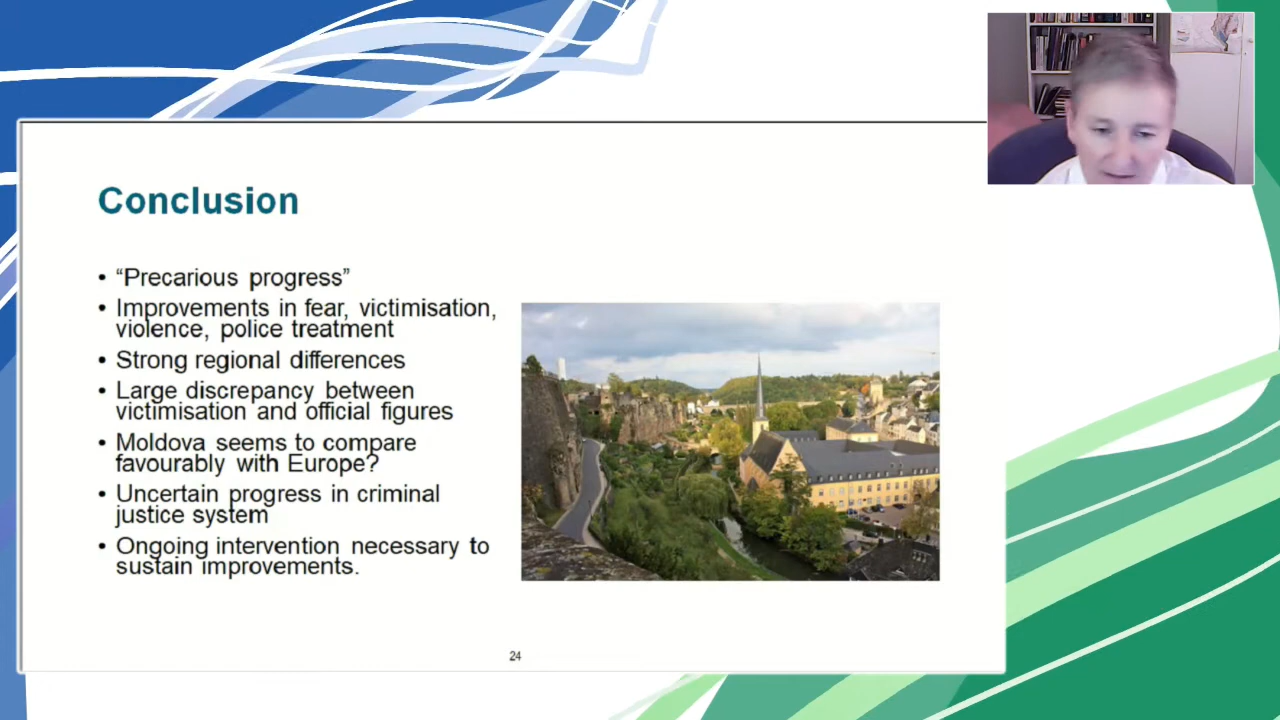 Conclusion
• “Precarious progress”
• Improvements in fear, victimisation,
violence, police treatment
• Strong regional differences
• Large discrepancy between
victimisation and official figures
• Moldova seems to compare
favourably with Europe?
• Uncertain progress in criminal
justice system
• Ongoing intervention necessary to
sustain improvements.
24